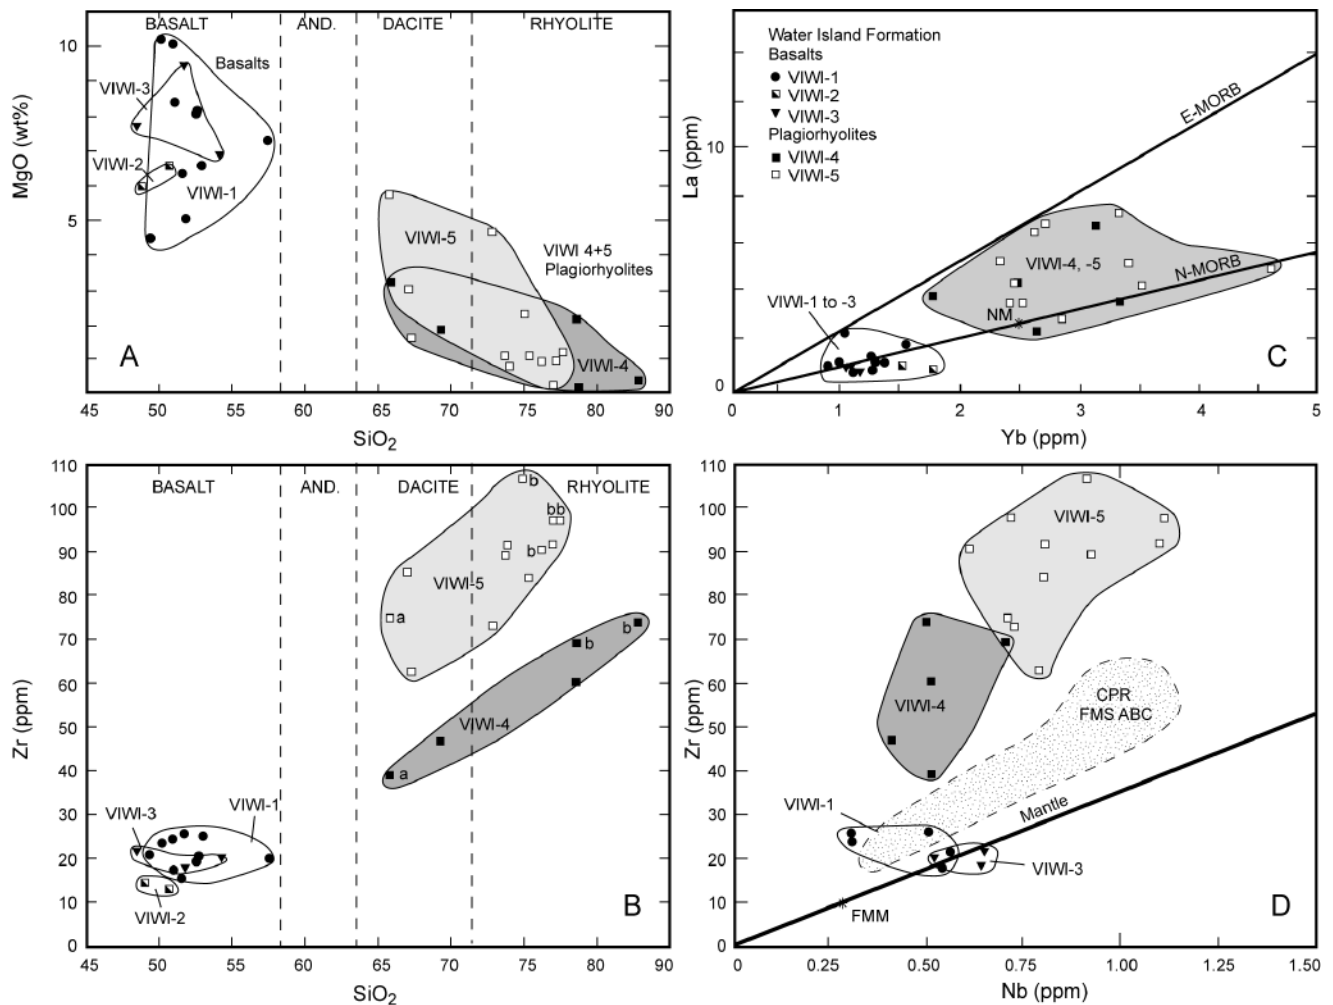 BASALT AND. DACITE RHYOLITE
10
5
MgO (wt%)
VIWI-3
Basalts
VIWI-2
VIWI-1
VIWI-5
VIWI 4+5
Plagiorhyolites
VIWI-4
A
45 50 55 60 65 70 75 80 90
SiO2
Water Island Formation
Basalts
VIWI-1
VIWI-2
VIWI-3
Plagiorhyolites
VIWI-4
VIWI-5
E-MORB
12
8
4
0
La (ppm)
VIWI-4, -5
N-MORB
VIWI-1 to -3
NM
C
0 1 2 3 4 5
Yb (ppm)
110
100
90
80
70
60
50
40
30
20
10
0
Zr (ppm)
BASALT AND. DACITE RHYOLITE
b
bb
b
VIWI-5
a
b
b
VIWI-4
a
VIWI-3
VIWI-1
VIWI-2
B
45 50 55 60 65 70 75 80 90
SiO2
110
100
90
80
70
60
50
40
30
20
10
0
Zr (ppm)
VIWI-5
VIWI-4
CPR
FMS ABC
VIWI-1
Mantle
VIWI-3
FMM
D
0 0.25 0.50 0.75 1.00 1.25 1.50
Nb (ppm)